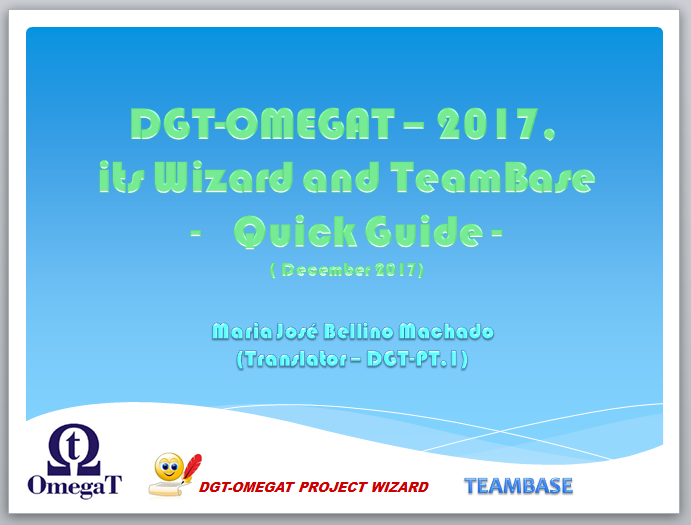 DGT-OMEGAT – 2017,
its Wizard and TeamBase
- Quick Guide -
( December 2017)
Maria José Bellino Machado
(Translator – DGT-PT.1)
t
OmegaT
DGT-OMEGAT PROJECT WIZARD
TEAMBASE